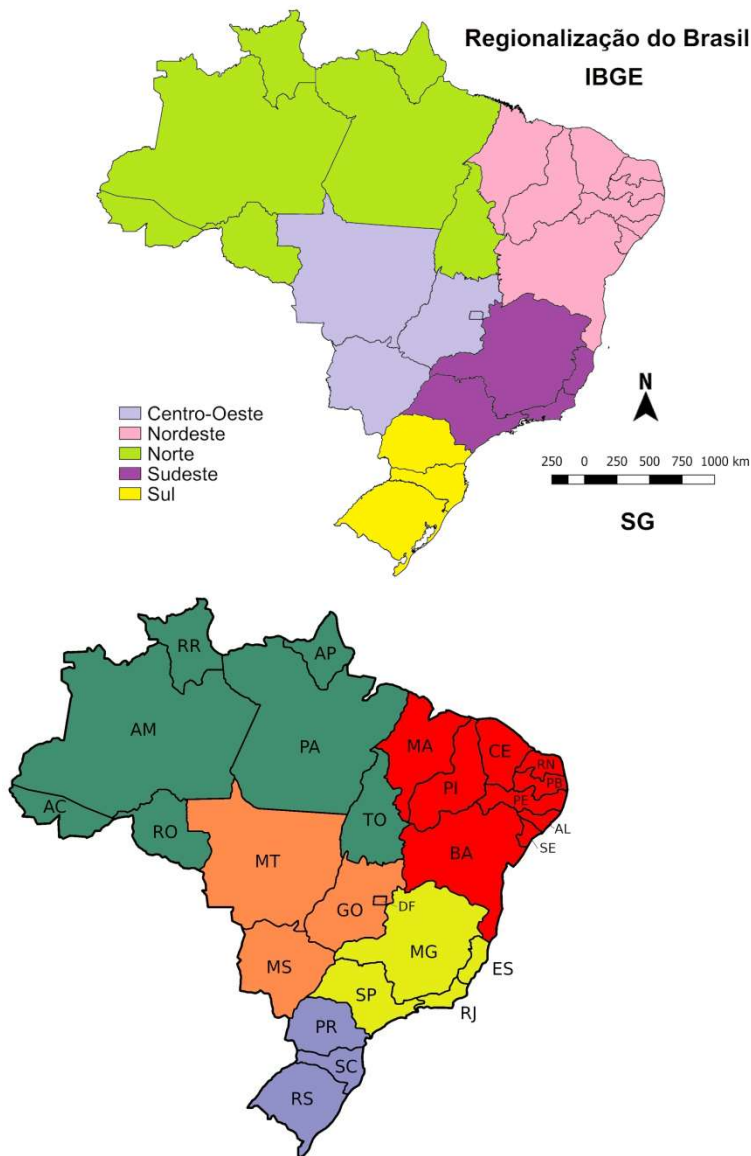 Regionalização do Brasil
IBGE
Centro-Oeste
Nordeste
Norte
Sudeste
Sul
N
250 0 250 500 750 1000 km
SG
RR
AP
AM
PA
MA
CE
RN
PB
PI
PE
AC
TO
AL
RO
SE
BA
MT
GO
DF
MG
ES
MS
SP
RJ
PR
SC
RS